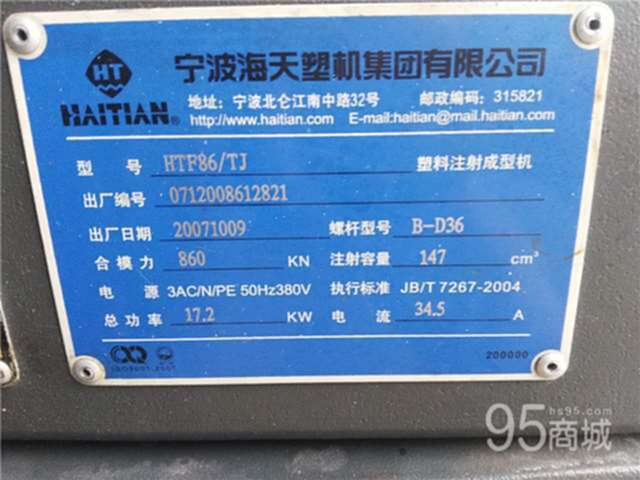 HT
HAITIAN®
宁波海天塑机集团有限公司
地址：宁波北仑江南中路32号 邮政编码：315821
http://www.haitian.com E-mail:haitian@mail.haitian.com
型号 HTF86/TJ 塑料注射成型机
出厂编号 0712008612821
出厂日期 20071009 螺杆型号 B-D36
合模力 860 KN 注射容量 147 cm³
电源 3AC/N/PE 50Hz380V 执行标准 JB/T 7267-2004
总功率 17.2 KW 电流 34.5 A
200000
95商城
hs95.com